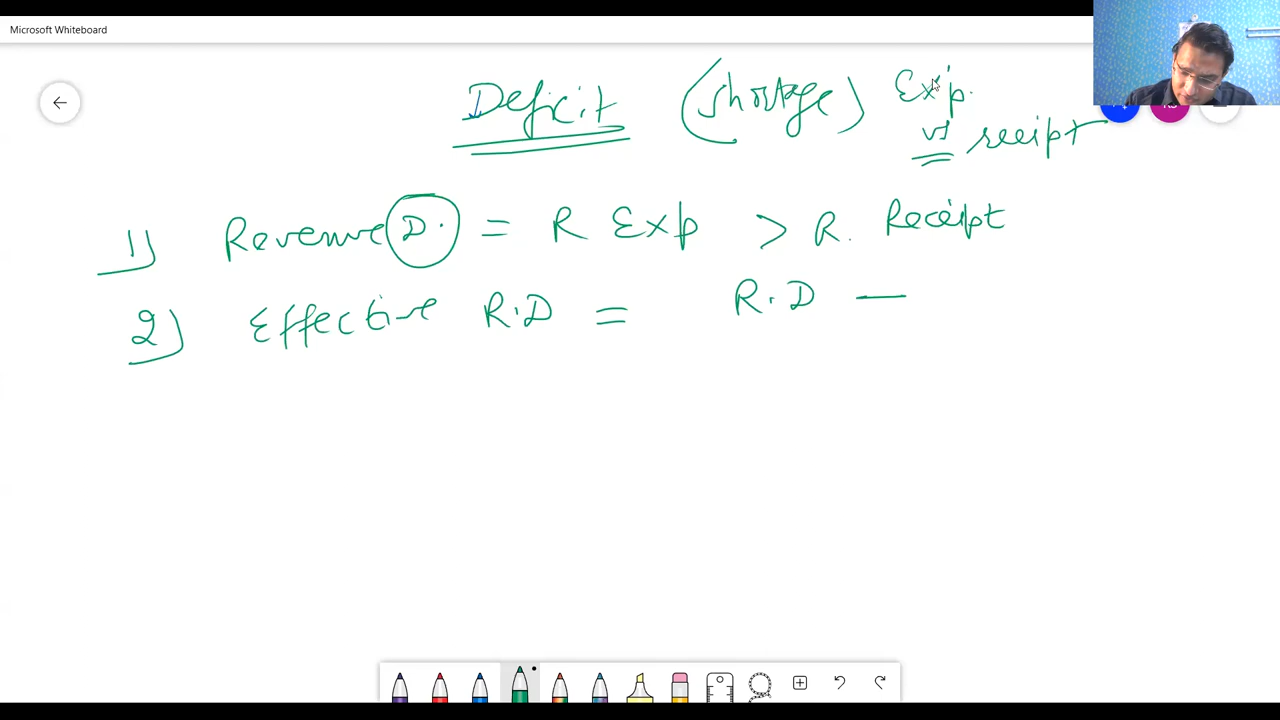 Microsoft Whiteboard
Deficit (shortage) Exp.
vs receipt
1) Revenue D. = R Exp > R. Receipt
2) Effective R.D = R.D —